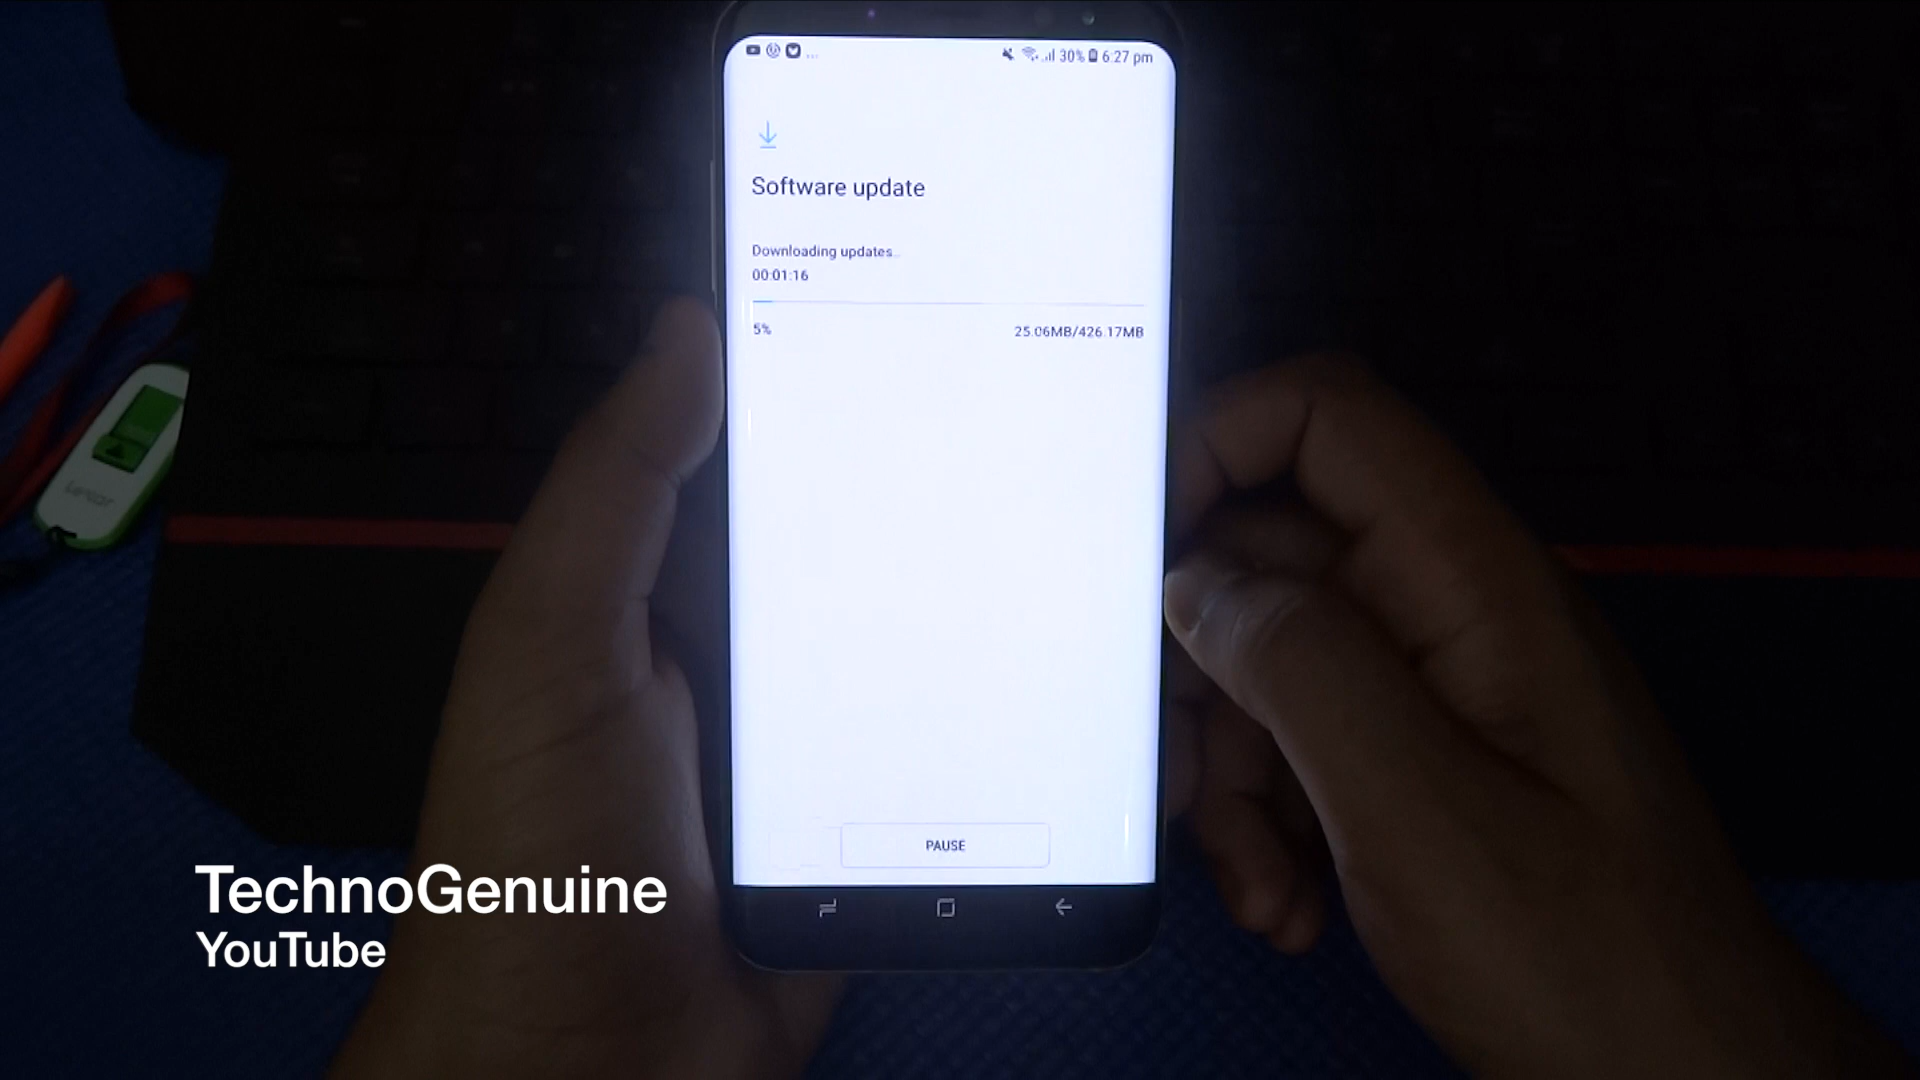 30% 6:27 pm
Software update
Downloading updates..
00:01:16
5% 25.06MB/426.17MB
PAUSE
TechnoGenuine
YouTube